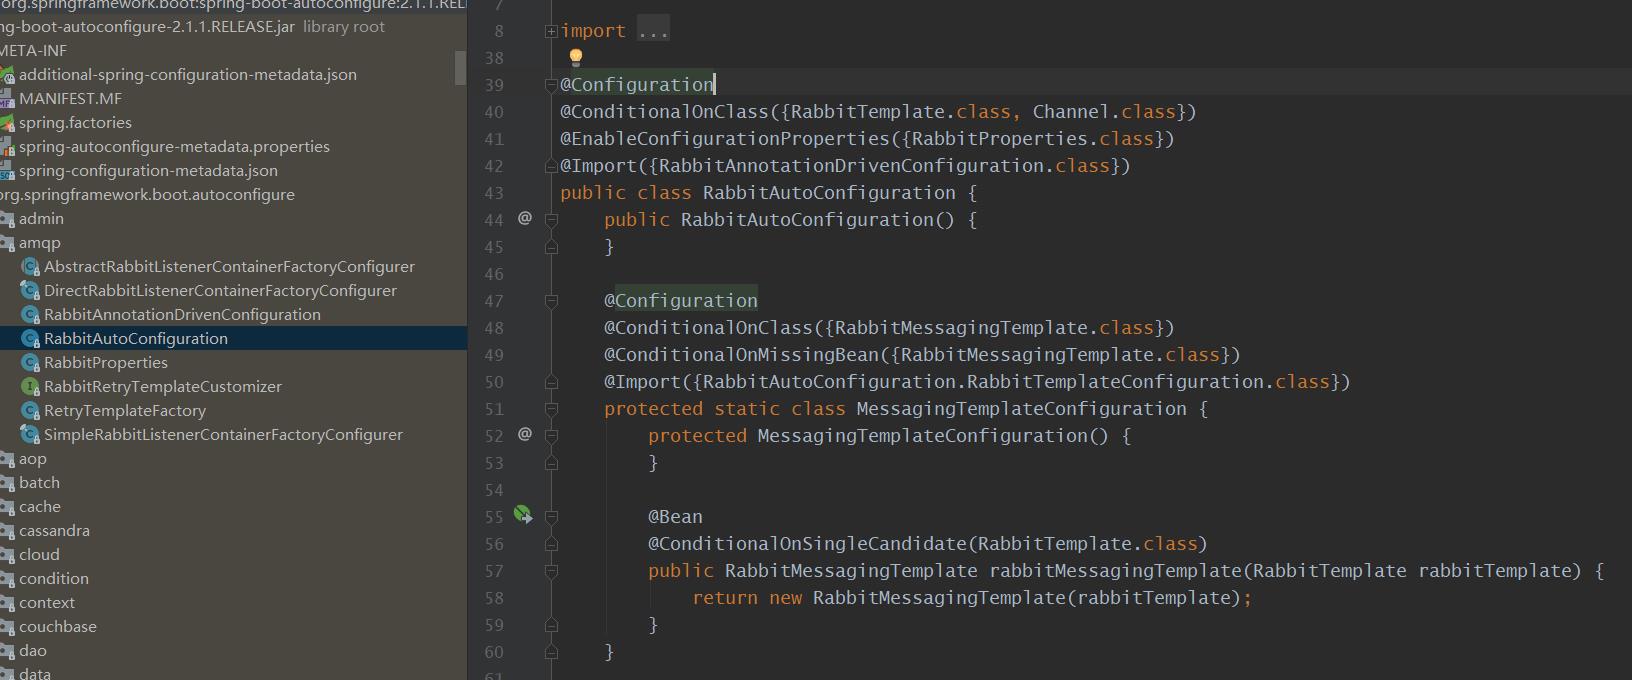 org.springframework.boot:spring-boot-autoconfigure:2.1.1.REL
ng-boot-autoconfigure-2.1.1.RELEASE.jar library root
META-INF
additional-spring-configuration-metadata.json
MANIFEST.MF
spring.factories
spring-autoconfigure-metadata.properties
spring-configuration-metadata.json
org.springframework.boot.autoconfigure
admin
amqp
AbstractRabbitListenerContainerFactoryConfigurer
DirectRabbitListenerContainerFactoryConfigurer
RabbitAnnotationDrivenConfiguration
RabbitAutoConfiguration
RabbitProperties
RabbitRetryTemplateCustomizer
RetryTemplateFactory
SimpleRabbitListenerContainerFactoryConfigurer
aop
batch
cache
cassandra
cloud
condition
context
couchbase
dao
data
7
8 import ...
38
39 @Configuration
40 @ConditionalOnClass({RabbitTemplate.class, Channel.class})
41 @EnableConfigurationProperties({RabbitProperties.class})
42 @Import({RabbitAnnotationDrivenConfiguration.class})
43 public class RabbitAutoConfiguration {
44 @ public RabbitAutoConfiguration() {
45 }
46
47 @Configuration
48 @ConditionalOnClass({RabbitMessagingTemplate.class})
49 @ConditionalOnMissingBean({RabbitMessagingTemplate.class})
50 @Import({RabbitAutoConfiguration.RabbitTemplateConfiguration.class})
51 protected static class MessagingTemplateConfiguration {
52 @ protected MessagingTemplateConfiguration() {
53 }
54
55 @Bean
56 @ConditionalOnSingleCandidate(RabbitTemplate.class)
57 public RabbitMessagingTemplate rabbitMessagingTemplate(RabbitTemplate rabbitTemplate) {
58 return new RabbitMessagingTemplate(rabbitTemplate);
59 }
60 }
61